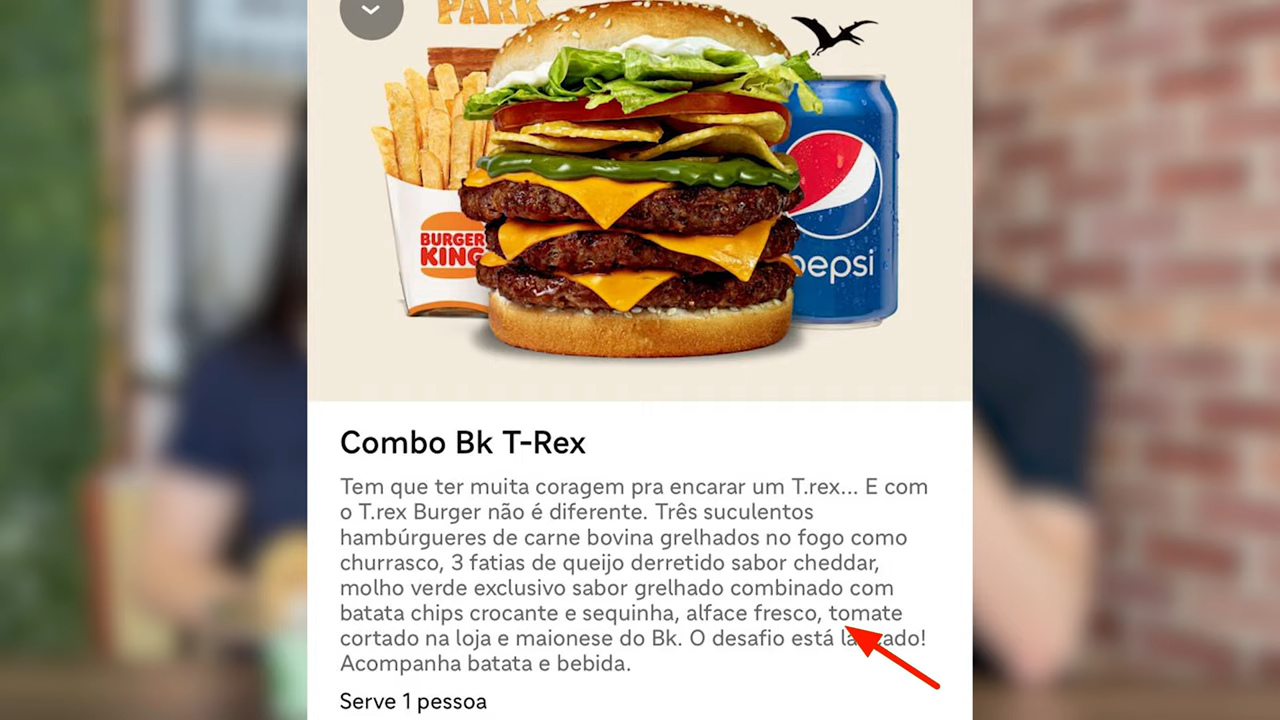 PARK
BURGER
KING
pepsi
Combo Bk T-Rex
Tem que ter muita coragem pra encarar um T.rex... E com
o T.rex Burger não é diferente. Três suculentos
hambúrgueres de carne bovina grelhados no fogo como
churrasco, 3 fatias de queijo derretido sabor cheddar,
molho verde exclusivo sabor grelhado combinado com
batata chips crocante e sequinha, alface fresco, tomate
cortado na loja e maionese do Bk. O desafio está
Acompanha batata e bebida.
Serve 1 pessoa